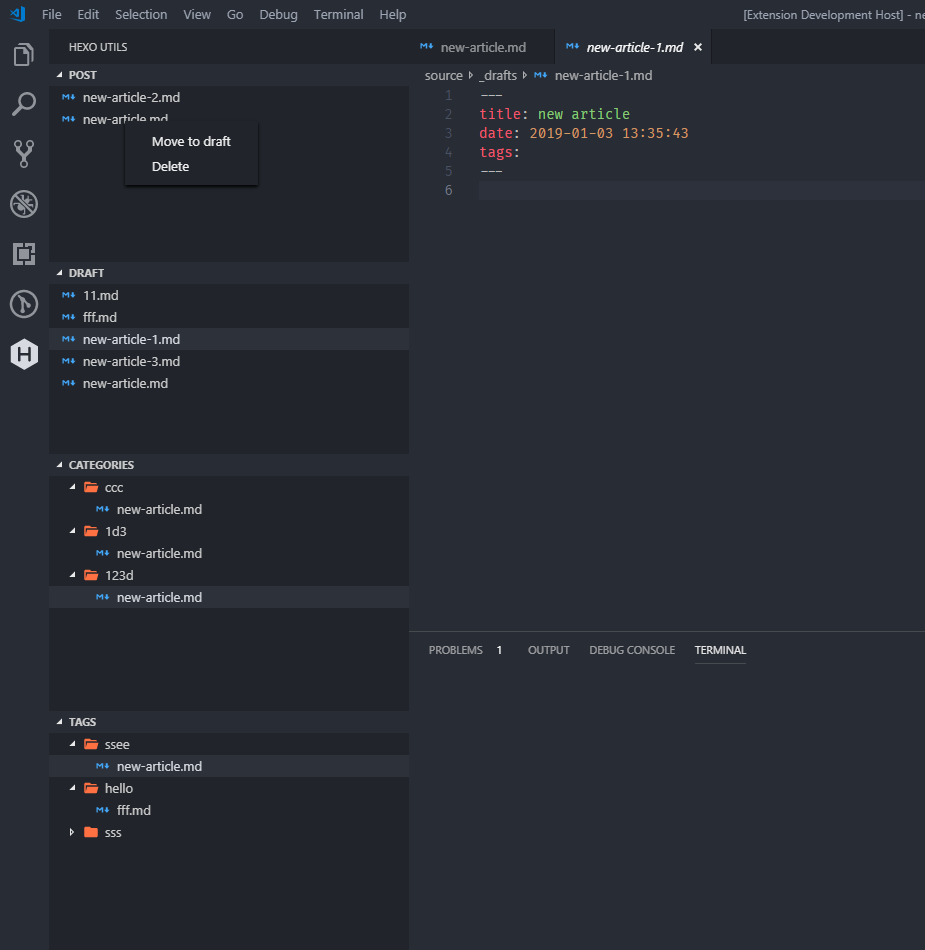 File Edit Selection View Go Debug Terminal Help [Extension Development Host] - ne
HEXO UTILS
POST
new-article-2.md
new-article.md
Move to draft
Delete
DRAFT
11.md
fff.md
new-article-1.md
new-article-3.md
new-article.md
CATEGORIES
ccc
new-article.md
1d3
new-article.md
123d
new-article.md
TAGS
ssee
new-article.md
hello
fff.md
sss
new-article.md new-article-1.md ×
source _drafts new-article-1.md
1 ---
2 title: new article
3 date: 2019-01-03 13:35:43
4 tags:
5 ---
6
PROBLEMS 1 OUTPUT DEBUG CONSOLE TERMINAL